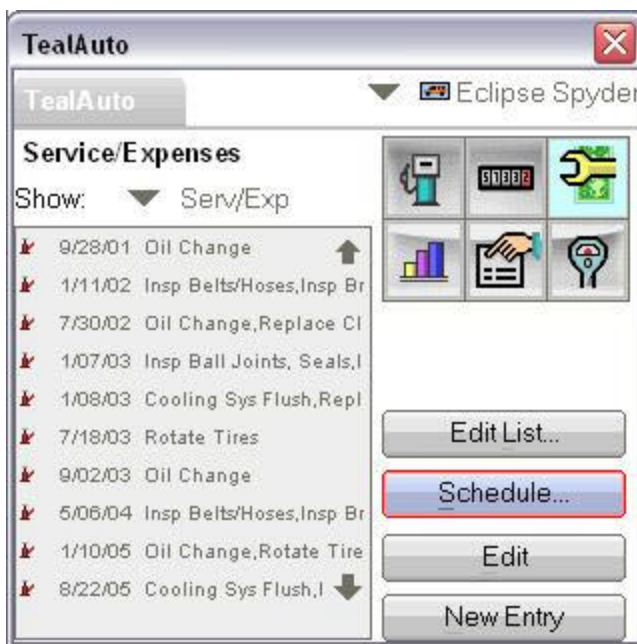 TealAuto
TealAuto
Eclipse Spyder
Service/Expenses
Show: Serv/Exp
9/28/01 Oil Change
1/11/02 Insp Belts/Hoses,Insp Br
7/30/02 Oil Change,Replace Cl
1/07/03 Insp Ball Joints, Seals,I
1/08/03 Cooling Sys Flush,Repl
7/18/03 Rotate Tires
9/02/03 Oil Change
5/06/04 Insp Belts/Hoses,Insp Br
1/10/05 Oil Change,Rotate Tire
8/22/05 Cooling Sys Flush,I
Edit List...
Schedule...
Edit
New Entry